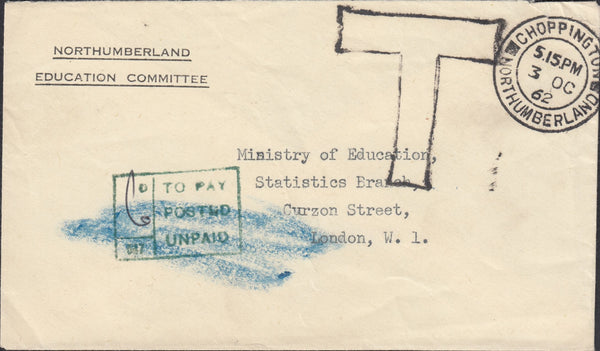 NORTHUMBERLAND
EDUCATION COMMITTEE
T
CHOPPINGTON
5.15PM
3 OC
62
NORTHUMBERLAND
Ministry of Education,
Statistics Branch,
Curzon Street,
London, W. 1.
6 D
TO PAY
POSTED
UNPAID